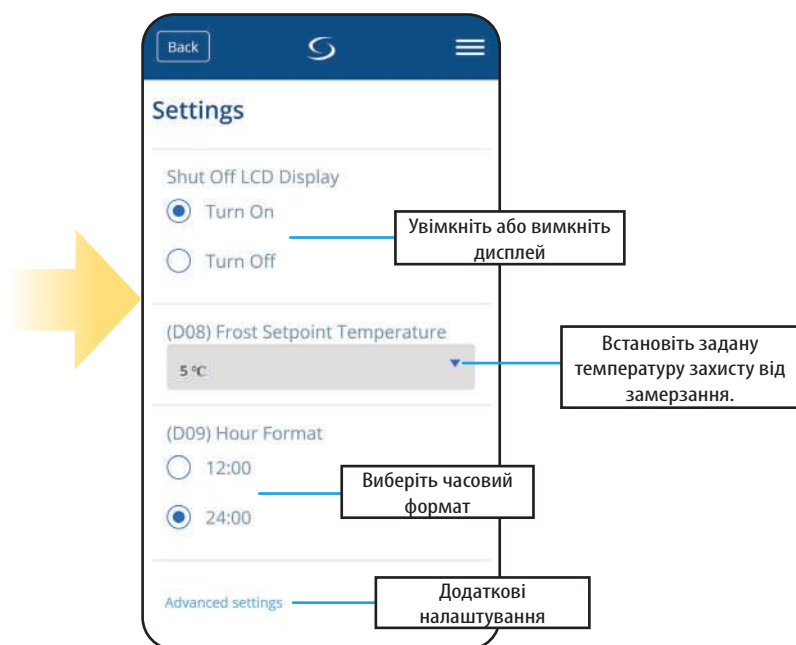 Back
Settings
Shut Off LCD Display
Turn On
Увімкніть або вимкніть
дисплей
Turn Off
(D08) Frost Setpoint Temperature
5 °C
Встановіть задану
температуру захисту від
замерзання.
(D09) Hour Format
12:00
Виберіть часовий
формат
24:00
Advanced settings
Додаткові
налаштування